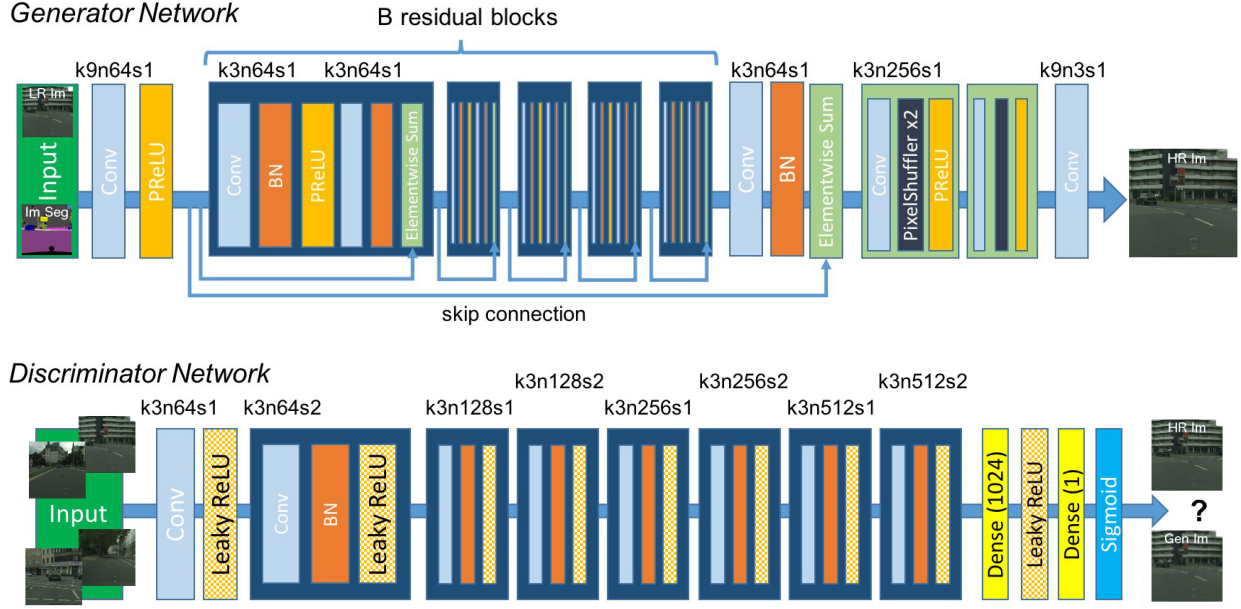 Generator Network
B residual blocks
k9n64s1
k3n64s1
k3n64s1
k3n64s1
k3n256s1
k9n3s1
LR Im
Input
Im Seg
Conv
PReLU
Conv
BN
PReLU
Elementwise Sum
Conv
BN
Elementwise Sum
Conv
PixelShuffler x2
PReLU
Conv
HR Im
skip connection
Discriminator Network
k3n64s1
k3n64s2
k3n128s1
k3n128s2
k3n256s1
k3n256s2
k3n512s1
k3n512s2
Input
Conv
Leaky ReLU
Conv
BN
Leaky ReLU
Dense (1024)
Leaky ReLU
Dense (1)
Sigmoid
HR Im
?
Gen Im